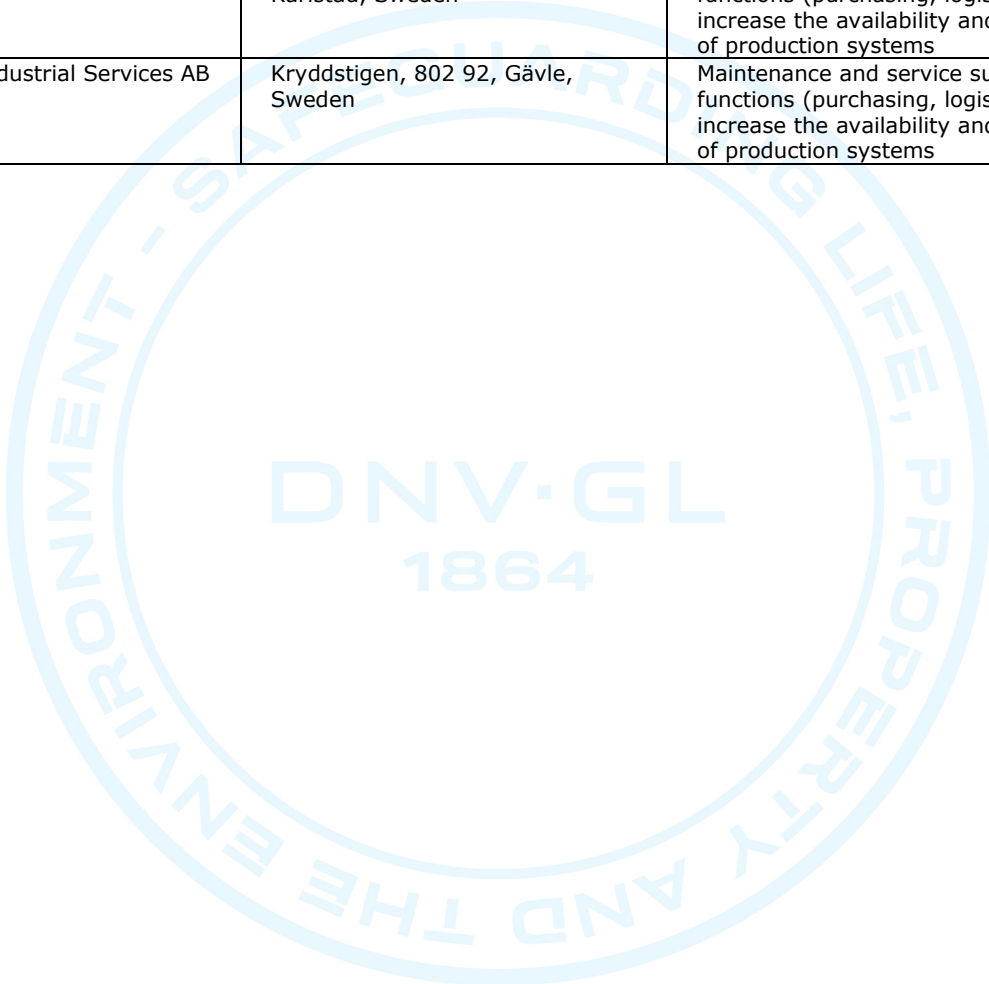 Karlstad, Sweden
functions (purchasing, logis
increase the availability and
of production systems
dustrial Services AB
Kryddstigen, 802 92, Gävle,
Sweden
Maintenance and service su
functions (purchasing, logis
increase the availability and
of production systems
SAFEGUARDING LIFE, PROPERTY AND THE ENVIRONMENT -
DNV·GL
1864